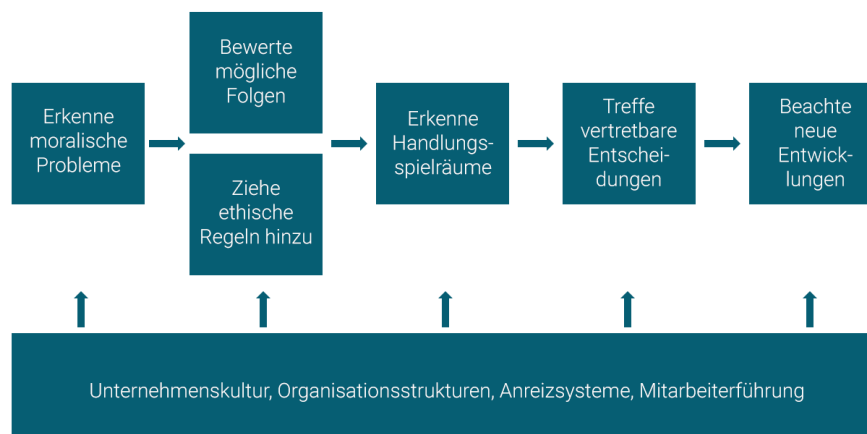 Erkenne
moralische
Probleme
Bewerte
mögliche
Folgen
Ziehe
ethische
Regeln hinzu
Erkenne
Handlungs-
spielräume
Treffe
vertretbare
Entschei-
dungen
Beachte
neue
Entwick-
lungen
Unternehmenskultur, Organisationsstrukturen, Anreizsysteme, Mitarbeiterführung